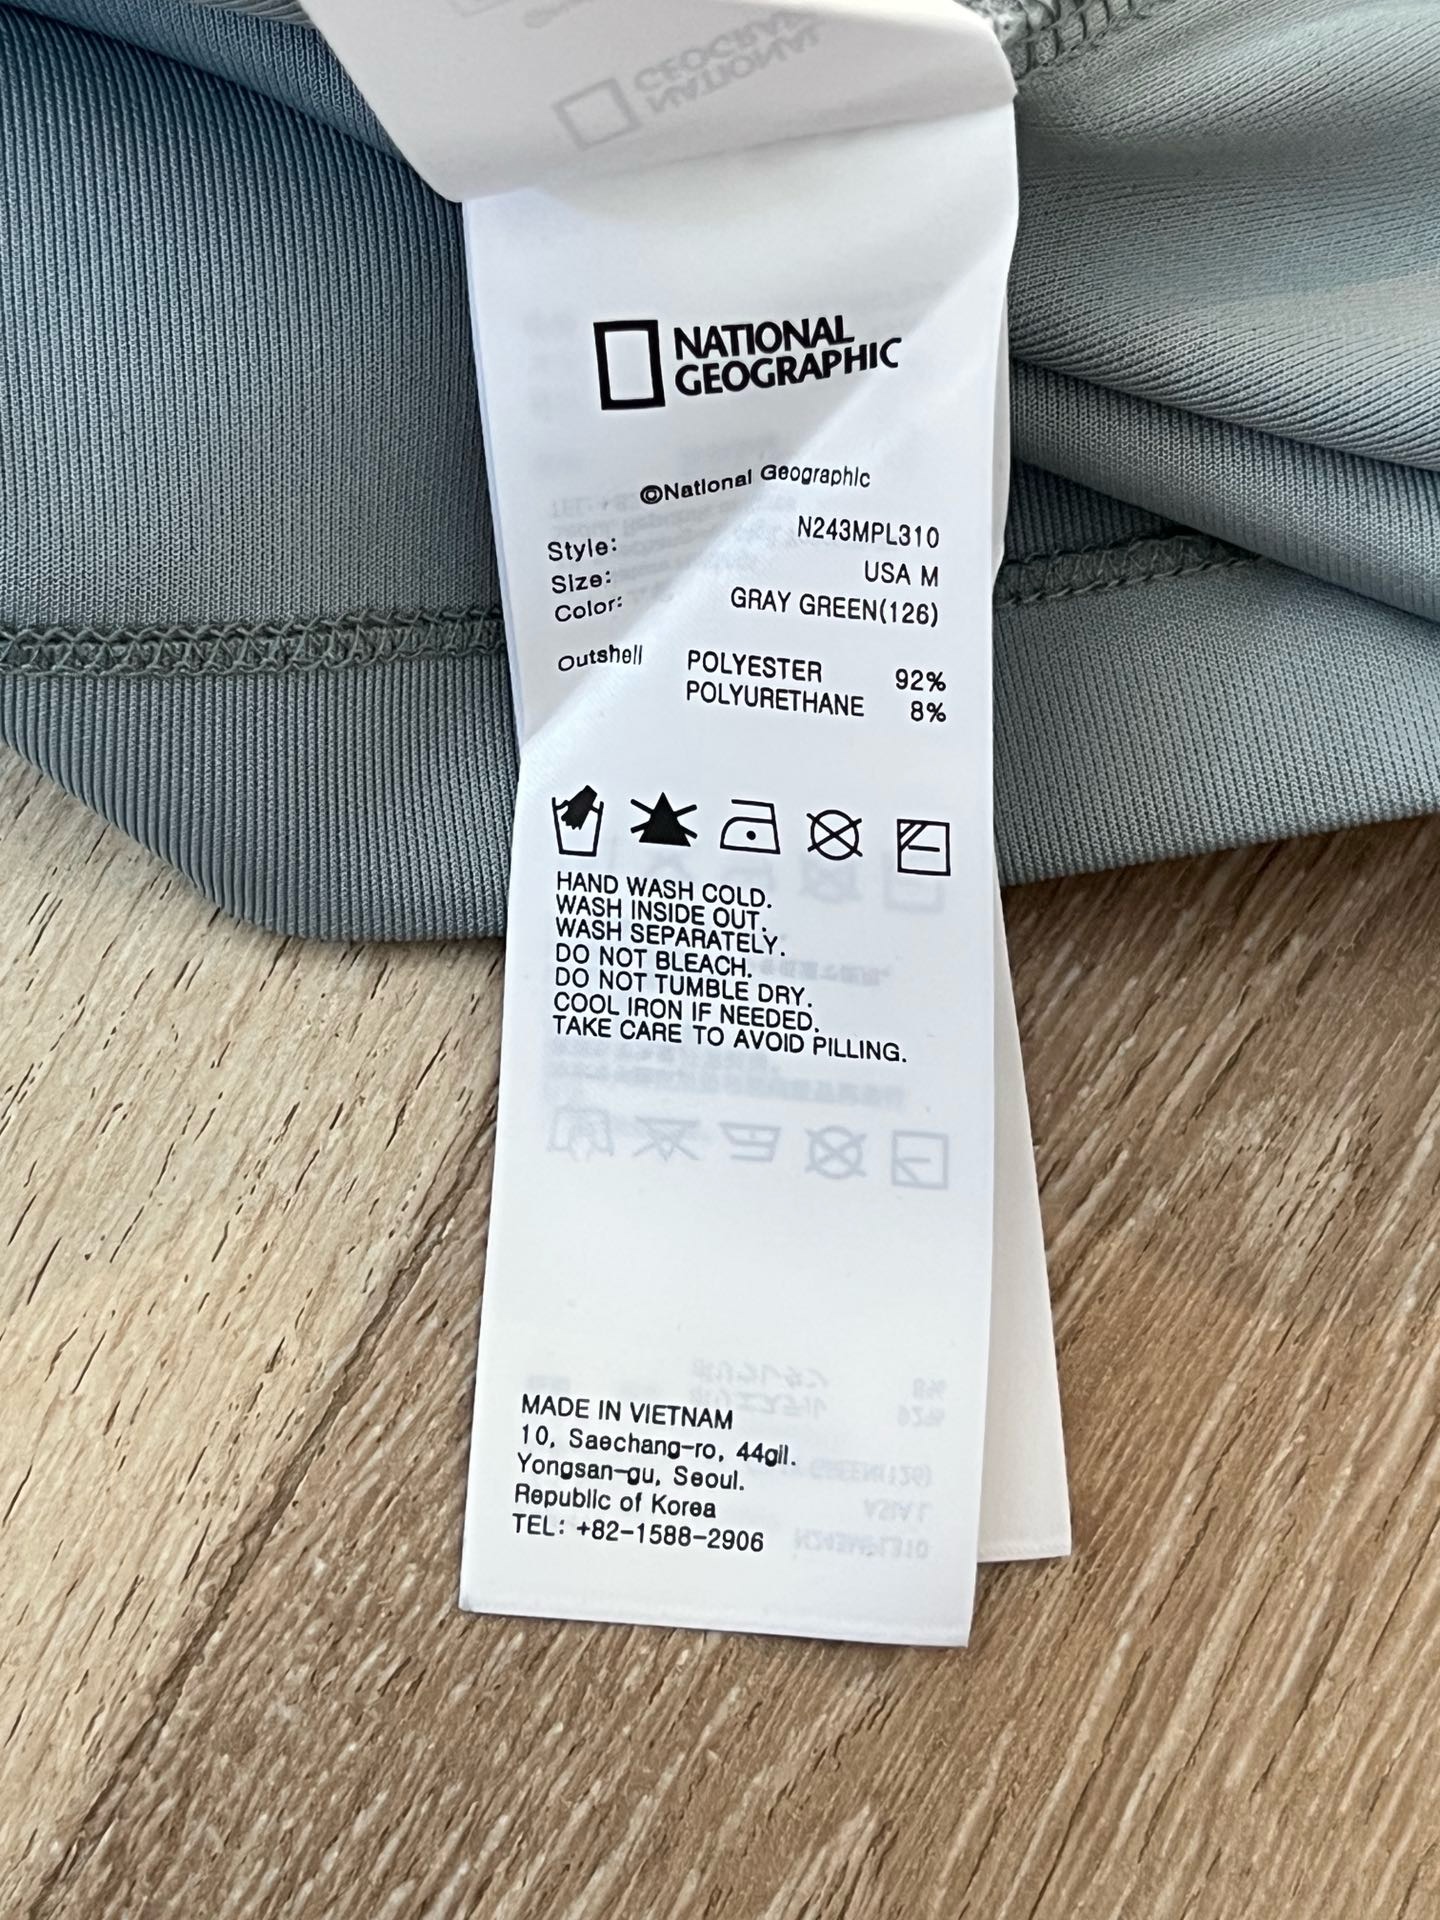 NATIONAL
GEOGRAPHIC
©National Geographic
Style: N243MPL310
Size: USA M
Color: GRAY GREEN(126)
Outshell POLYESTER 92%
POLYURETHANE 8%
HAND WASH COLD.
WASH INSIDE OUT.
WASH SEPARATELY.
DO NOT BLEACH.
DO NOT TUMBLE DRY.
COOL IRON IF NEEDED.
TAKE CARE TO AVOID PILLING.
MADE IN VIETNAM
10, Saechang-ro, 44gil.
Yongsan-gu, Seoul.
Republic of Korea
TEL: +82-1588-2906